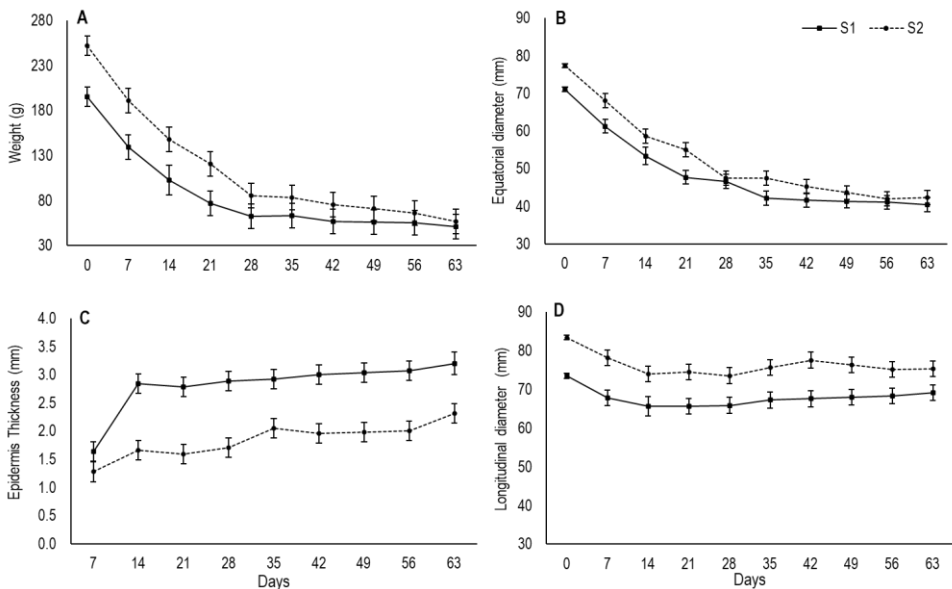 A
Weight (g)
280
230
180
130
80
30
0 7 14 21 28 35 42 49 56 63
B
S1 S2
Equatorial diameter (mm)
90
80
70
60
50
40
30
0 7 14 21 28 35 42 49 56 63
C
Epidermis Thickness (mm)
4.0
3.5
3.0
2.5
2.0
1.5
1.0
0.5
0.0
7 14 21 28 35 42 49 56 63
Days
D
Longitudinal diameter (mm)
90
80
70
60
50
40
30
0 7 14 21 28 35 42 49 56 63
Days